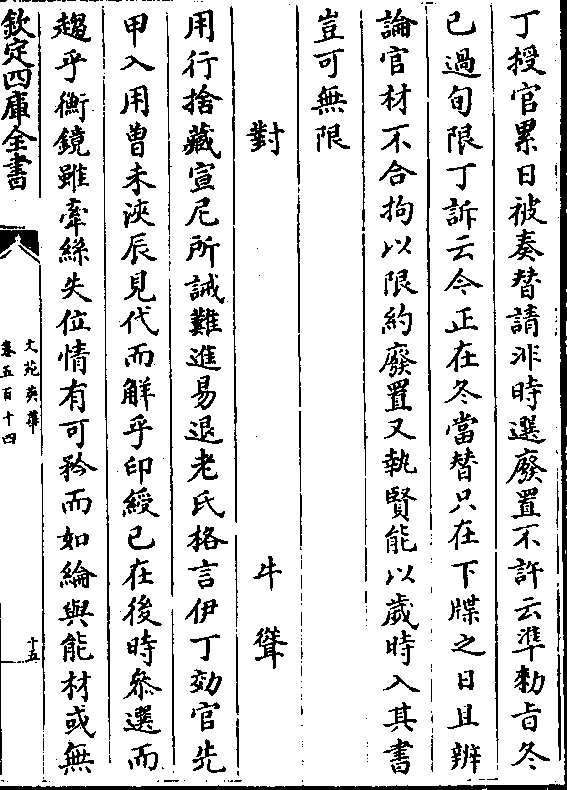 丁授官累日被奏替請非時選廢置不許云準勅旨冬
已過旬限丁訴云今正在冬當替只在下牒之日且辨
論官材不合拘以限約廢置又執賢能以歲時入其書
豈可無限
對　牛聳
用行捨藏宣尼所誡難進易退老氏格言伊丁効官先
甲入用曽未浹辰見代而觧乎印綬已在後時叅選而
趨乎衡鏡雖牽絲失位情有可矜而如綸與能材或無
欽定四庫全書
文苑英華
卷五百十四
十五